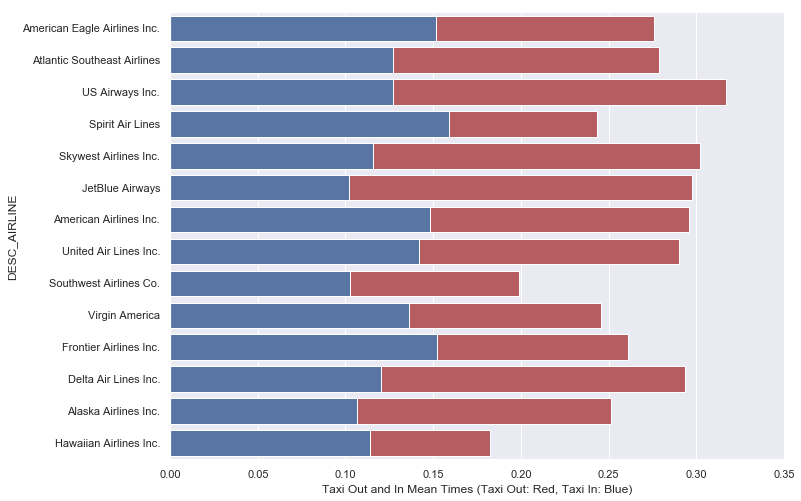 DESC_AIRLINE
American Eagle Airlines Inc.
Atlantic Southeast Airlines
US Airways Inc.
Spirit Air Lines
Skywest Airlines Inc.
JetBlue Airways
American Airlines Inc.
United Air Lines Inc.
Southwest Airlines Co.
Virgin America
Frontier Airlines Inc.
Delta Air Lines Inc.
Alaska Airlines Inc.
Hawaiian Airlines Inc.
0.00 0.05 0.10 0.15 0.20 0.25 0.30 0.35
Taxi Out and In Mean Times (Taxi Out: Red, Taxi In: Blue)